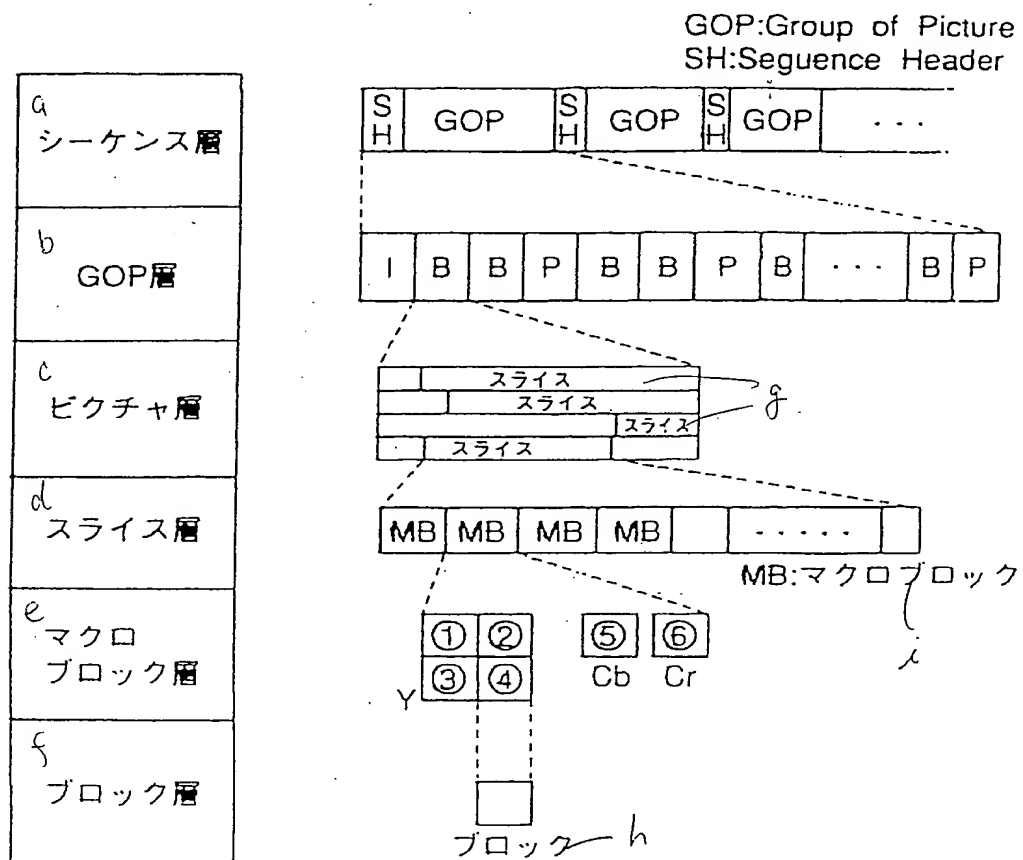 GOP:Group of Picture
SH:Seguence Header
a
シーケンス層
SH GOP SH GOP SH GOP ・・・
b
GOP層
I B B P B B P B ・・・ B P
c
ピクチャ層
スライス
スライス
スライス
スライス
g
d
スライス層
MB MB MB MB ・・・・・
MB:マクロブロック
i
e
マクロ
ブロック層
① ② ⑤ ⑥
③ ④
Y Cb Cr
f
ブロック層
ブロック h